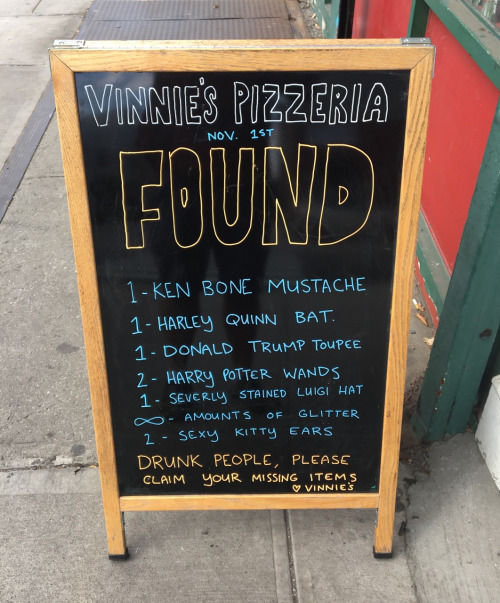 VINNIE'S PIZZERIA
NOV. 1ST
FOUND
1-KEN BONE MUSTACHE
1-HARLEY QUINN BAT.
1-DONALD TRUMP TOUPEE
2-HARRY POTTER WANDS
1-SEVERLY STAINED LUIGI HAT
∞-AMOUNTS OF GLITTER
2-SEXY KITTY EARS
DRUNK PEOPLE, PLEASE
CLAIM YOUR MISSING ITEMS
♡ VINNIE'S